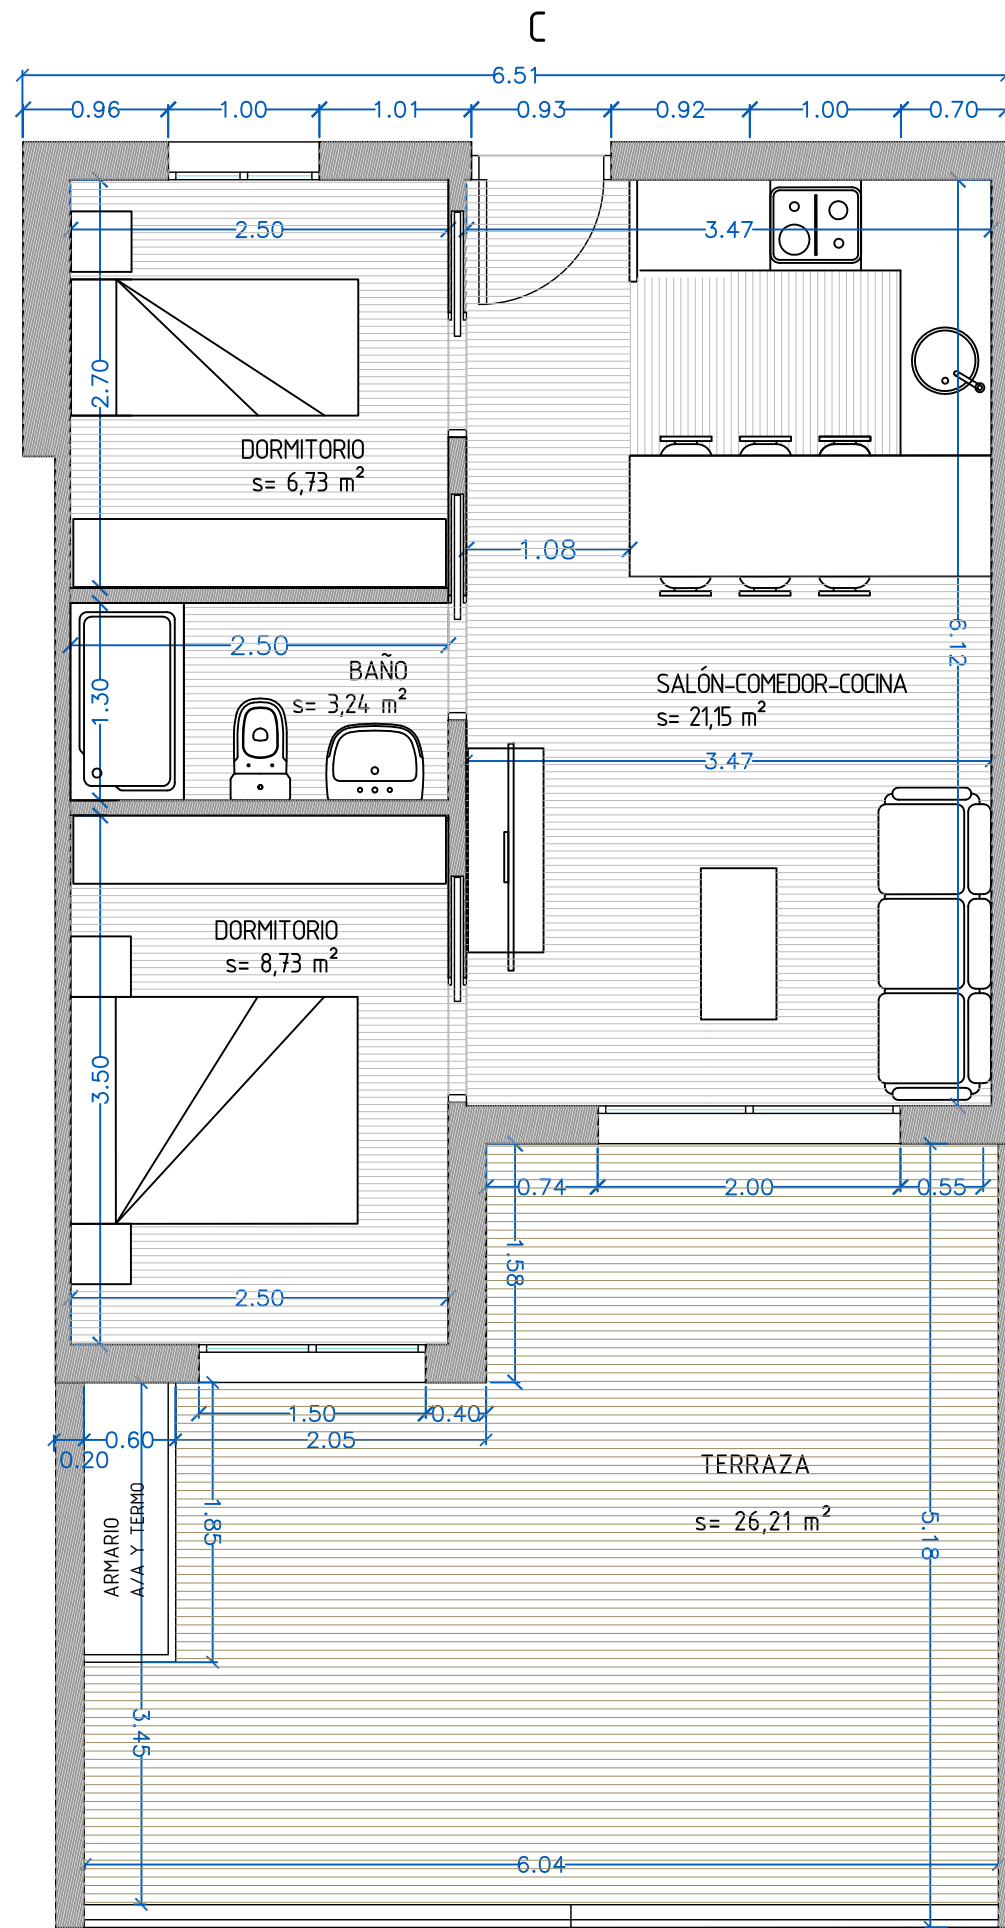 C
6.51
0.96 1.00 1.01 0.93 0.92 1.00 0.70
2.50 3.47
2.70
DORMITORIO
s= 6,73 m²
1.08
6.12
2.50
BAÑO
s= 3,24 m²
1.30
SALÓN-COMEDOR-COCINA
s= 21,15 m²
3.47
DORMITORIO
s= 8,73 m²
3.50
0.74 2.00 0.55
1.58
2.50
1.50 0.40
0.60 2.05
0.20
TERRAZA
s= 26,21 m²
ARMARIO
A/A Y TERMO
1.85
5.18
3.45
6.04